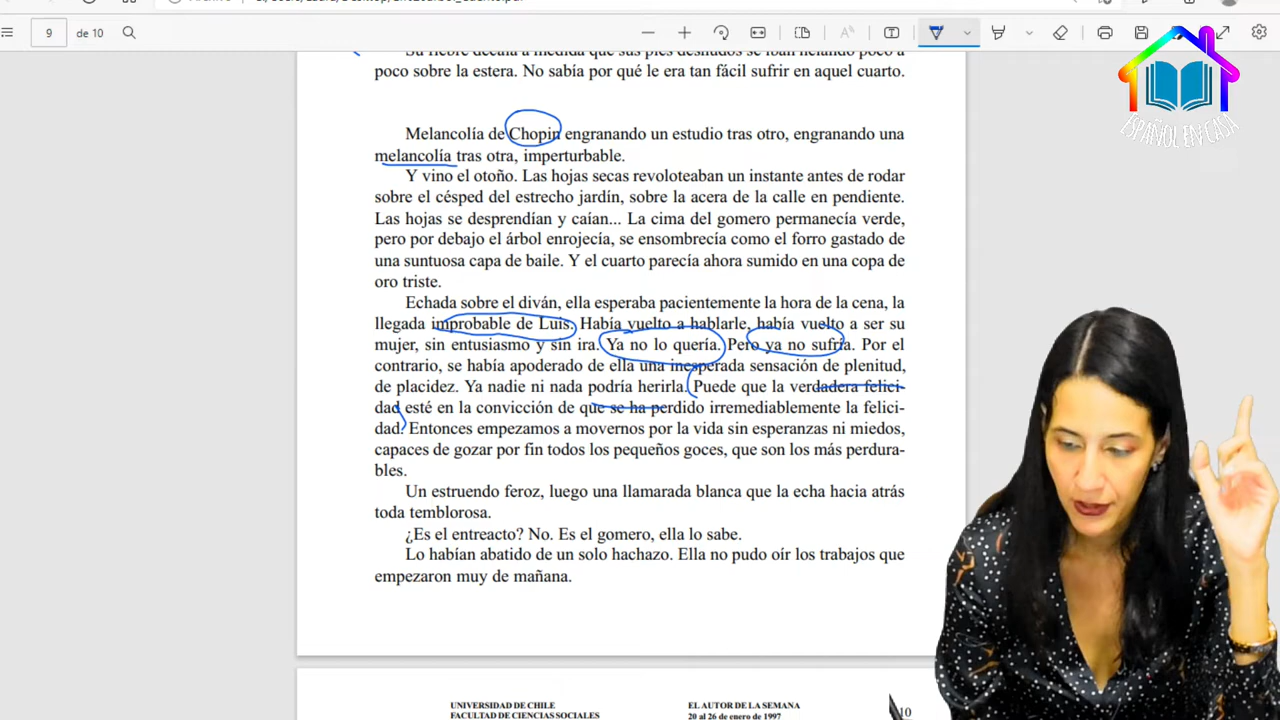 9 de 10
ESPAÑOL EN CASA
poco sobre la estera. No sabía por qué le era tan fácil sufrir en aquel cuarto.
Melancolía de Chopin engranando un estudio tras otro, engranando una
melancolía tras otra, imperturbable.
Y vino el otoño. Las hojas secas revoloteaban un instante antes de rodar
sobre el césped del estrecho jardín, sobre la acera de la calle en pendiente.
Las hojas se desprendían y caían... La cima del gomero permanecía verde,
pero por debajo el árbol enrojecía, se ensombrecía como el forro gastado de
una suntuosa capa de baile. Y el cuarto parecía ahora sumido en una copa de
oro triste.
Echada sobre el diván, ella esperaba pacientemente la hora de la cena, la
llegada improbable de Luis. Había vuelto a hablarle, había vuelto a ser su
mujer, sin entusiasmo y sin ira. Ya no lo quería. Pero ya no sufría. Por el
contrario, se había apoderado de ella una inesperada sensación de plenitud,
de placidez. Ya nadie ni nada podría herirla. Puede que la verdadera felici-
dad esté en la convicción de que se ha perdido irremediablemente la felici-
dad. Entonces empezamos a movernos por la vida sin esperanzas ni miedos,
capaces de gozar por fin todos los pequeños goces, que son los más perdura-
bles.
Un estruendo feroz, luego una llamarada blanca que la echa hacia atrás
toda temblorosa.
¿Es el entreacto? No. Es el gomero, ella lo sabe.
Lo habían abatido de un solo hachazo. Ella no pudo oír los trabajos que
empezaron muy de mañana.
UNIVERSIDAD DE CHILE
FACULTAD DE CIENCIAS SOCIALES
EL AUTOR DE LA SEMANA
20 al 26 de enero de 1997
10